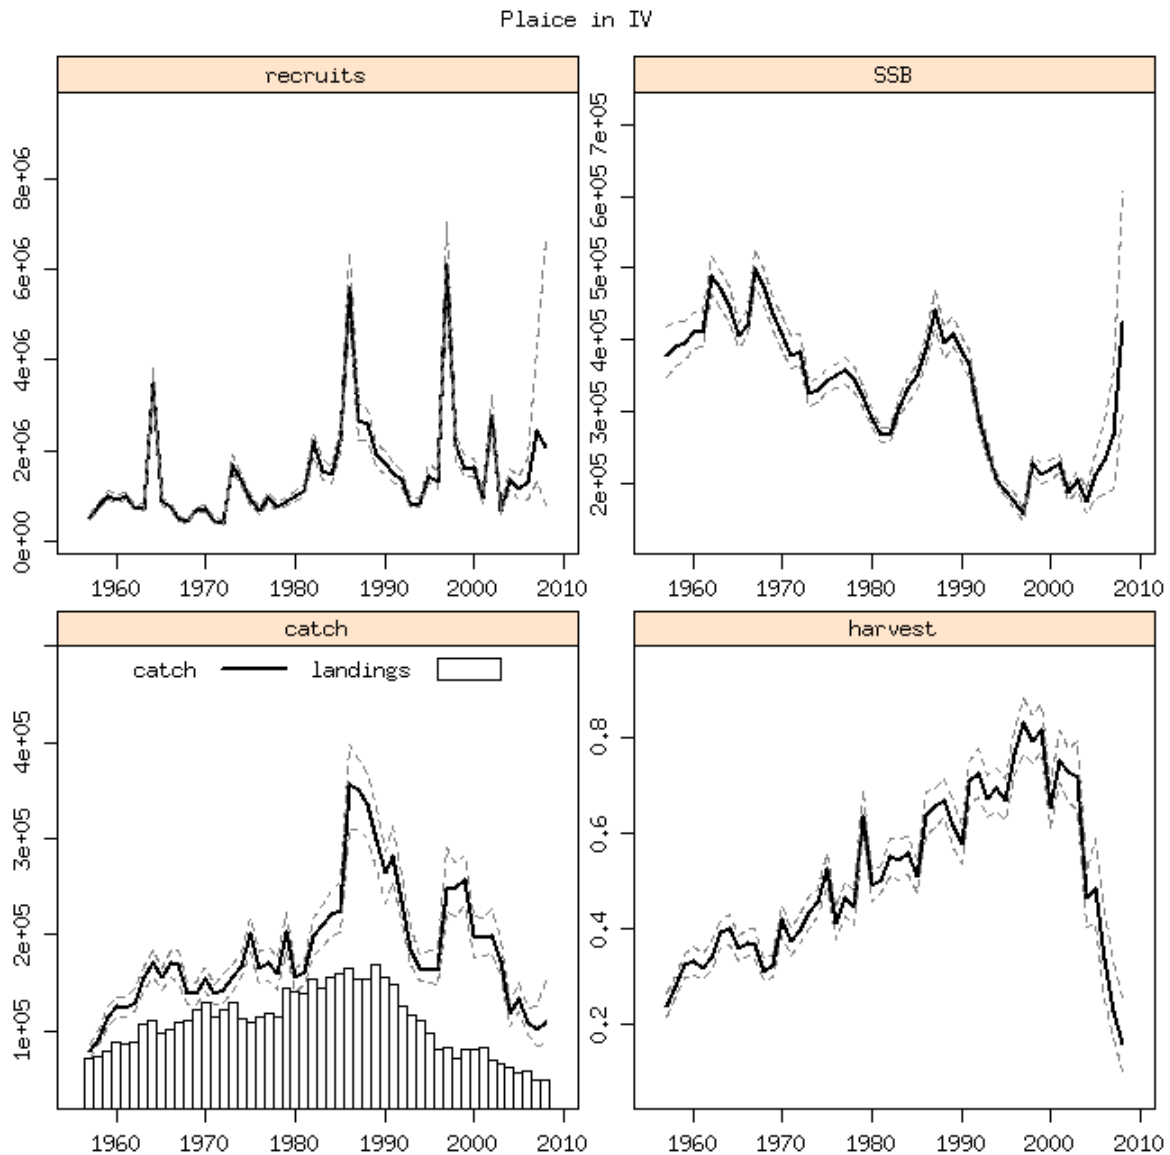 Plaice in IV
recruits
0e+00 2e+06 4e+06 6e+06 8e+06
1960 1970 1980 1990 2000 2010
SSB
2e+05 3e+05 4e+05 5e+05 6e+05 7e+05
1960 1970 1980 1990 2000 2010
catch
catch landings
1e+05 2e+05 3e+05 4e+05
1960 1970 1980 1990 2000 2010
harvest
0.2 0.4 0.6 0.8
1960 1970 1980 1990 2000 2010